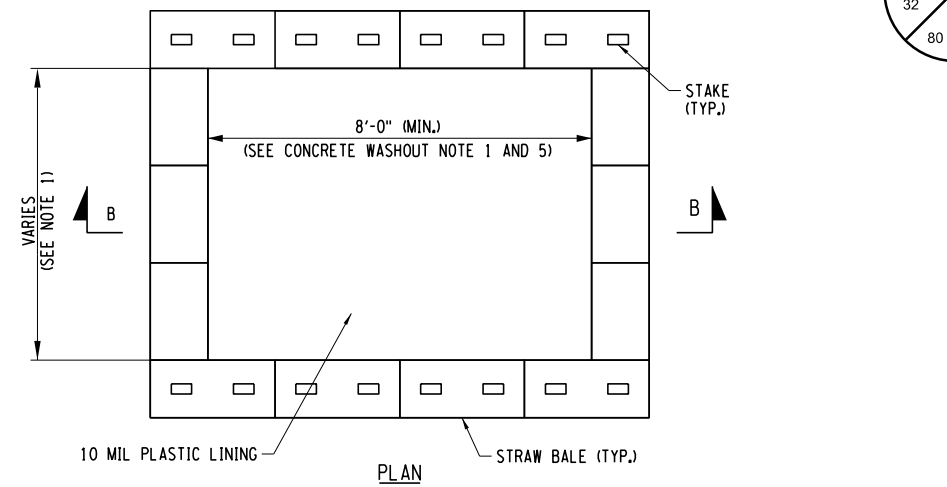 32
80
STAKE
(TYP.)
8'-0" (MIN.)
(SEE CONCRETE WASHOUT NOTE 1 AND 5)
VARIES
(SEE NOTE 1)
B
B
10 MIL PLASTIC LINING
STRAW BALE (TYP.)
PLAN